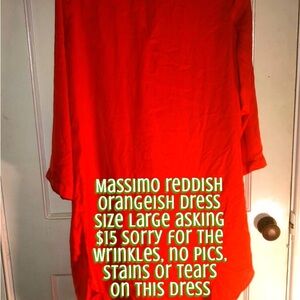 Massimo reddish
orangeish dress
size large asking
$15 sorry for the
wrinkles, no pics,
stains or tears
on this dress